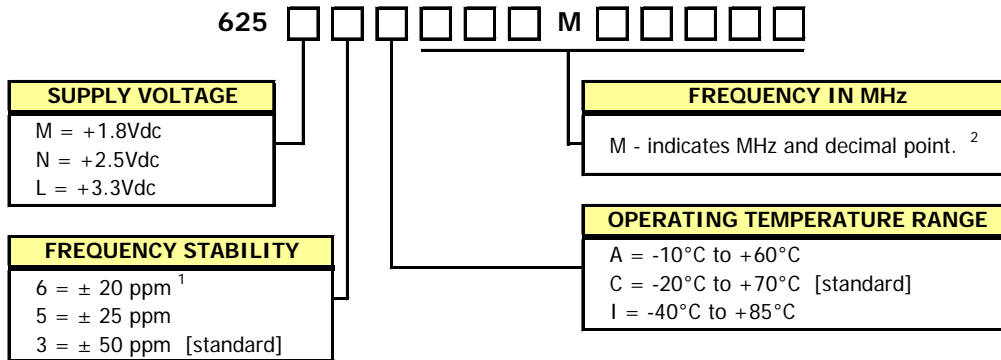 625 M
SUPPLY VOLTAGE
M = +1.8Vdc
N = +2.5Vdc
L = +3.3Vdc
FREQUENCY STABILITY
6 = ± 20 ppm 1
5 = ± 25 ppm
3 = ± 50 ppm [standard]
FREQUENCY IN MHz
M - indicates MHz and decimal point. 2
OPERATING TEMPERATURE RANGE
A = -10°C to +60°C
C = -20°C to +70°C [standard]
I = -40°C to +85°C